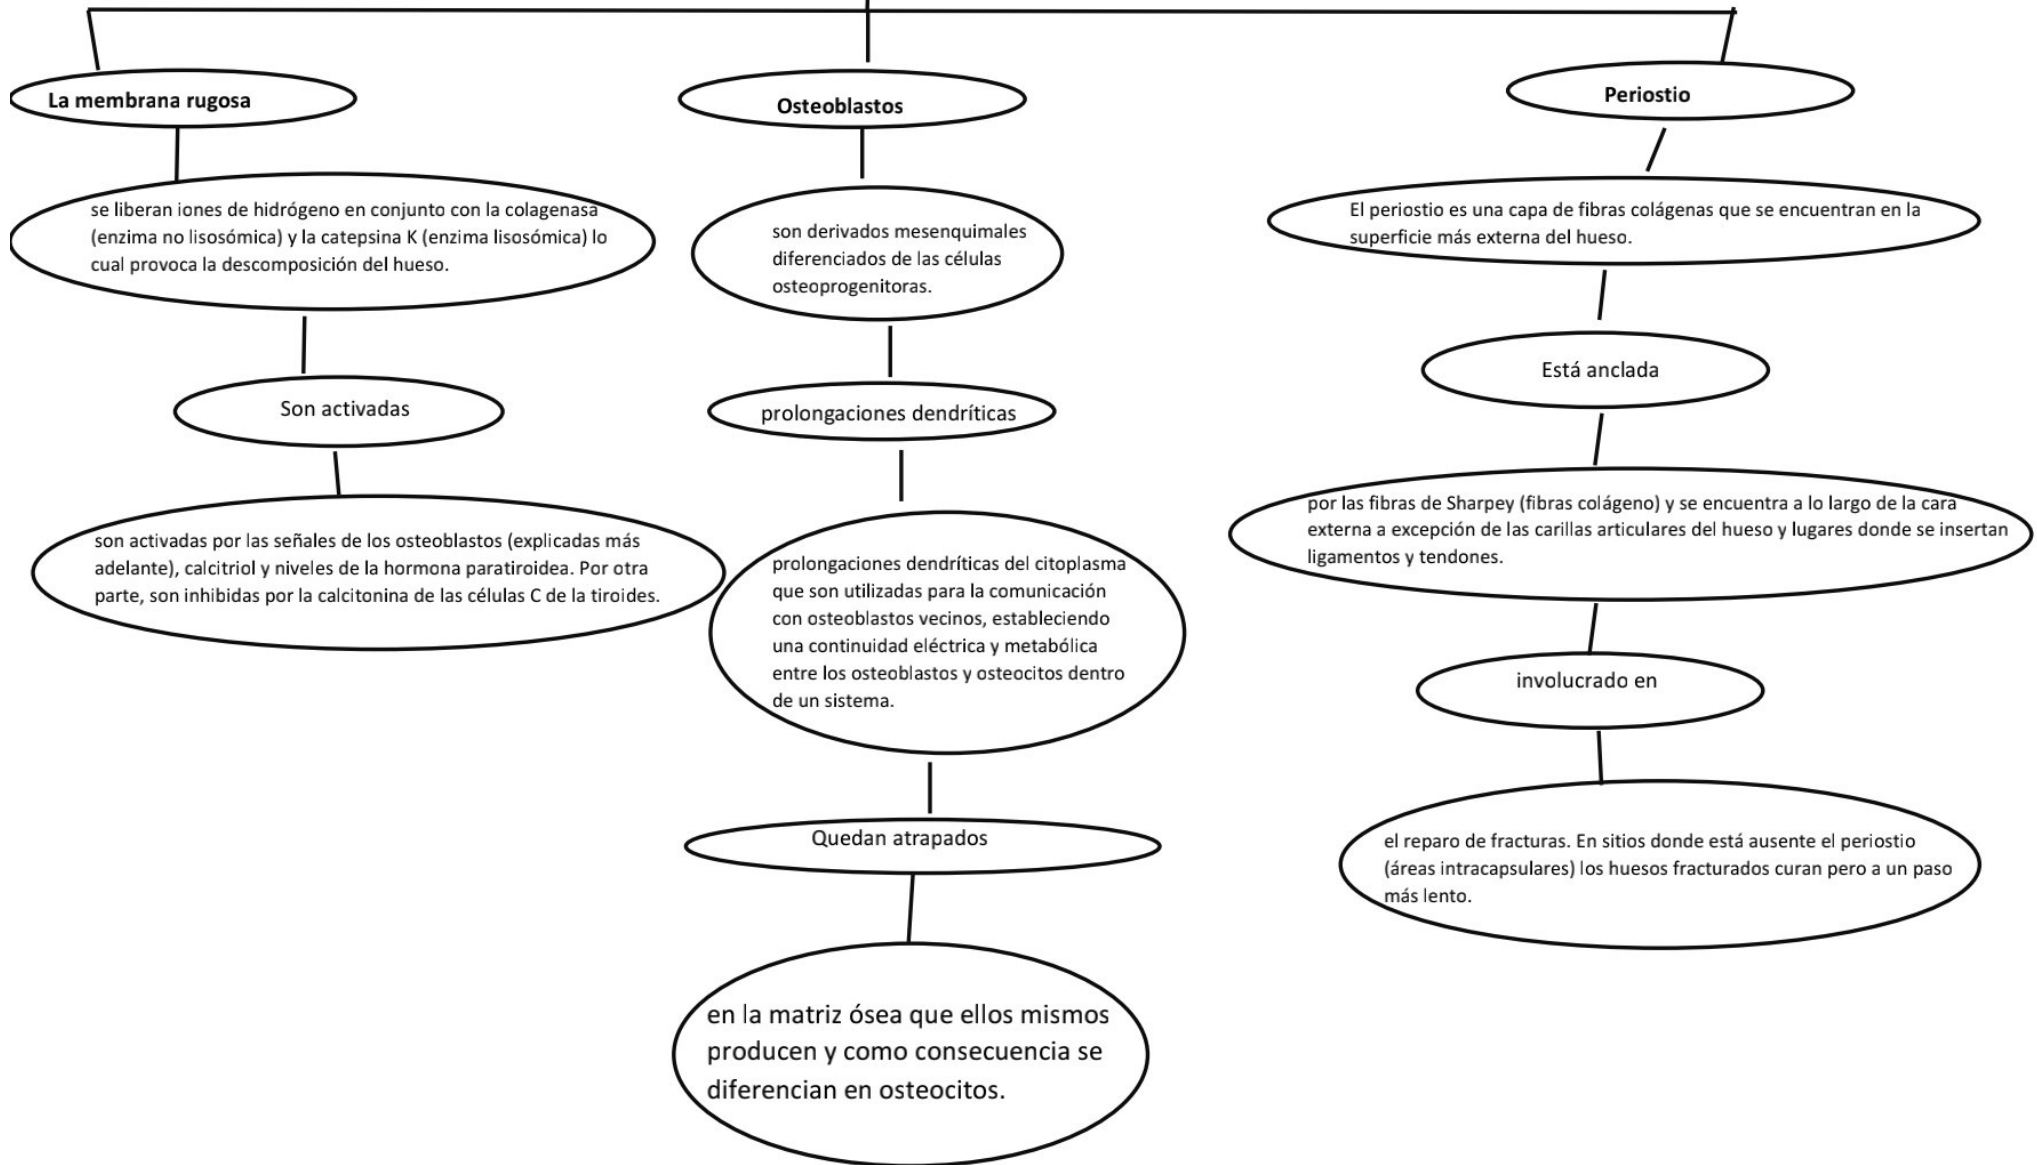 La membrana rugosa
se liberan iones de hidrógeno en conjunto con la colagenasa
(enzima no lisosómica) y la catepsina K (enzima lisosómica) lo
cual provoca la descomposición del hueso.
Son activadas
son activadas por las señales de los osteoblastos (explicadas más
adelante), calcitriol y niveles de la hormona paratiroidea. Por otra
parte, son inhibidas por la calcitonina de las células C de la tiroides.
Osteoblastos
son derivados mesenquimales
diferenciados de las células
osteoprogenitoras.
prolongaciones dendríticas
prolongaciones dendríticas del citoplasma
que son utilizadas para la comunicación
con osteoblastos vecinos, estableciendo
una continuidad eléctrica y metabólica
entre los osteoblastos y osteocitos dentro
de un sistema.
Quedan atrapados
en la matriz ósea que ellos mismos
producen y como consecuencia se
diferencian en osteocitos.
Periostio
El periostio es una capa de fibras colágenas que se encuentran en la
superficie más externa del hueso.
Está anclada
por las fibras de Sharpey (fibras colágeno) y se encuentra a lo largo de la cara
externa a excepción de las carillas articulares del hueso y lugares donde se insertan
ligamentos y tendones.
involucrado en
el reparo de fracturas. En sitios donde está ausente el periostio
(áreas intracapsulares) los huesos fracturados curan pero a un paso
más lento.